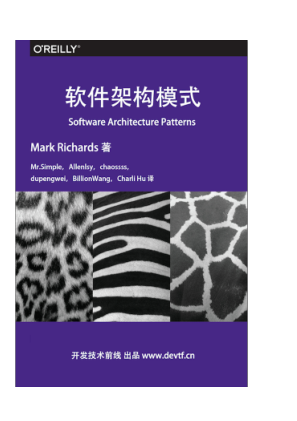 O'REILLY®
软件架构模式
Software Architecture Patterns
Mark Richards 著
Mr.Simple, Allenlsy, chaossss,
dupengwei, BillionWang, Charli Hu 译
开发技术前线 出品 www.devtf.cn